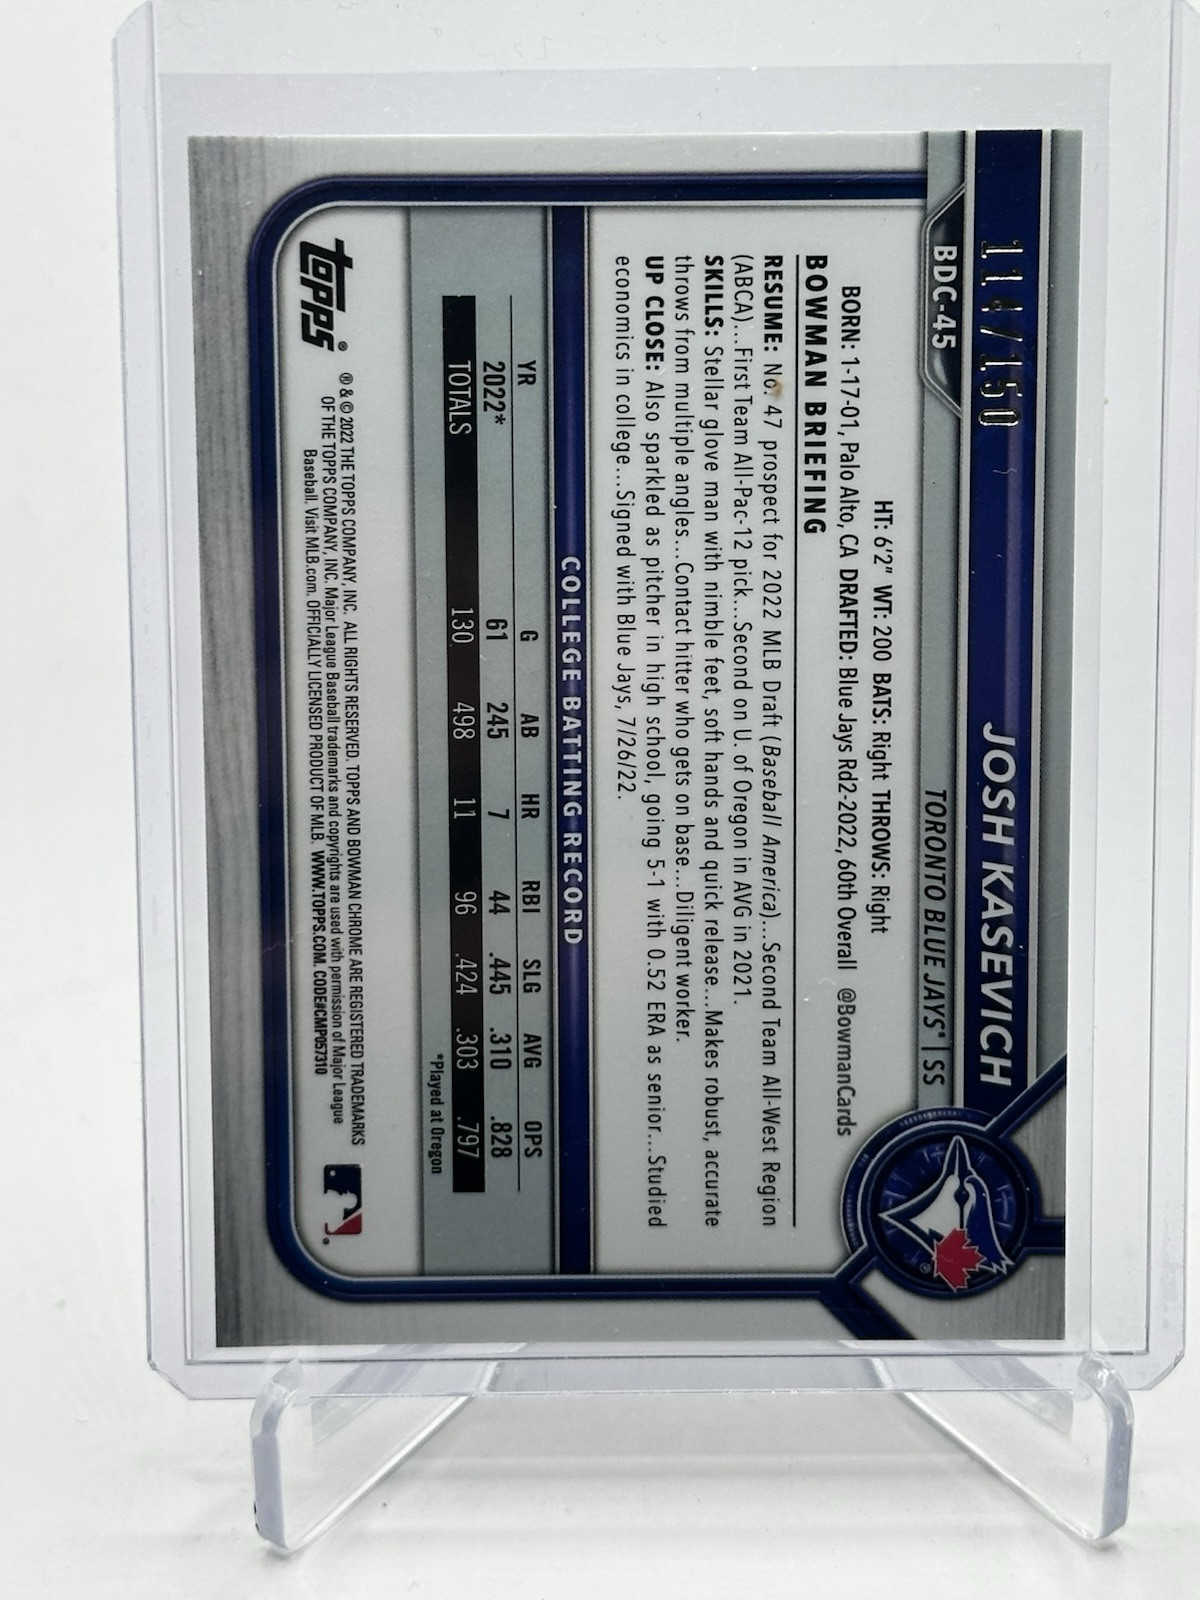 114/150
JOSH KASEVICH
BDC-45
TORONTO BLUE JAYS® | SS
HT: 6'2" WT: 200 BATS: Right THROWS: Right
BORN: 1-17-01, Palo Alto, CA DRAFTED: Blue Jays Rd2-2022, 60th Overall @BowmanCards
BOWMAN BRIEFING
RESUME: No. 47 prospect for 2022 MLB Draft (Baseball America)...Second Team All-West Region
(ABCA)...First Team All-Pac-12 pick...Second on U. of Oregon in AVG in 2021.
SKILLS: Stellar glove man with nimble feet, soft hands and quick release...Makes robust, accurate
throws from multiple angles...Contact hitter who gets on base...Diligent worker.
UP CLOSE: Also sparkled as pitcher in high school, going 5-1 with 0.52 ERA as senior...Studied
economics in college...Signed with Blue Jays, 7/26/22.
COLLEGE BATTING RECORD
YR G AB HR RBI SLG AVG OPS
2022* 61 245 7 44 .445 .310 .828
TOTALS 130 498 11 96 .424 .303 .797
*Played at Oregon
topps®
® & © 2022 THE TOPPS COMPANY, INC. ALL RIGHTS RESERVED. TOPPS AND BOWMAN CHROME ARE REGISTERED TRADEMARKS
OF THE TOPPS COMPANY, INC. Major League Baseball trademarks and copyrights are used with permission of Major League
Baseball. Visit MLB.com. OFFICIALLY LICENSED PRODUCT OF MLB. WWW.TOPPS.COM. CODE#CMP057310